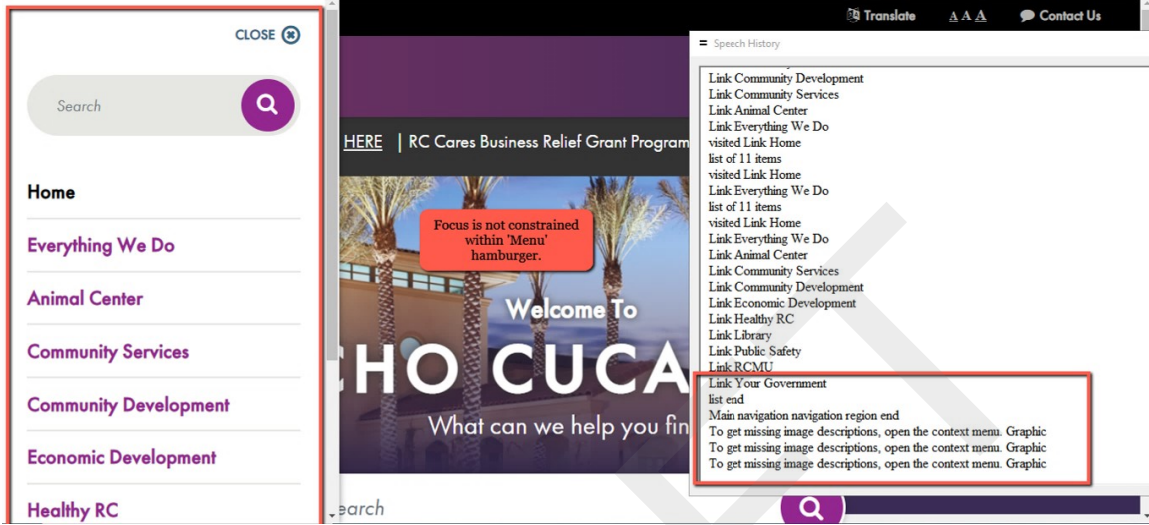 CLOSE
Search
Home
Everything We Do
Animal Center
Community Services
Community Development
Economic Development
Healthy RC
Translate A A A Contact Us
HERE | RC Cares Business Relief Grant Program
Focus is not constrained
within 'Menu'
hamburger.
Welcome To
HO CUCA
What can we help you fin
earch
Speech History
Link Community Development
Link Community Services
Link Animal Center
Link Everything We Do
visited Link Home
list of 11 items
visited Link Home
Link Everything We Do
list of 11 items
visited Link Home
Link Everything We Do
Link Animal Center
Link Community Services
Link Community Development
Link Economic Development
Link Healthy RC
Link Library
Link Public Safety
Link RCMU
Link Your Government
list end
Main navigation navigation region end
To get missing image descriptions, open the context menu. Graphic
To get missing image descriptions, open the context menu. Graphic
To get missing image descriptions, open the context menu. Graphic